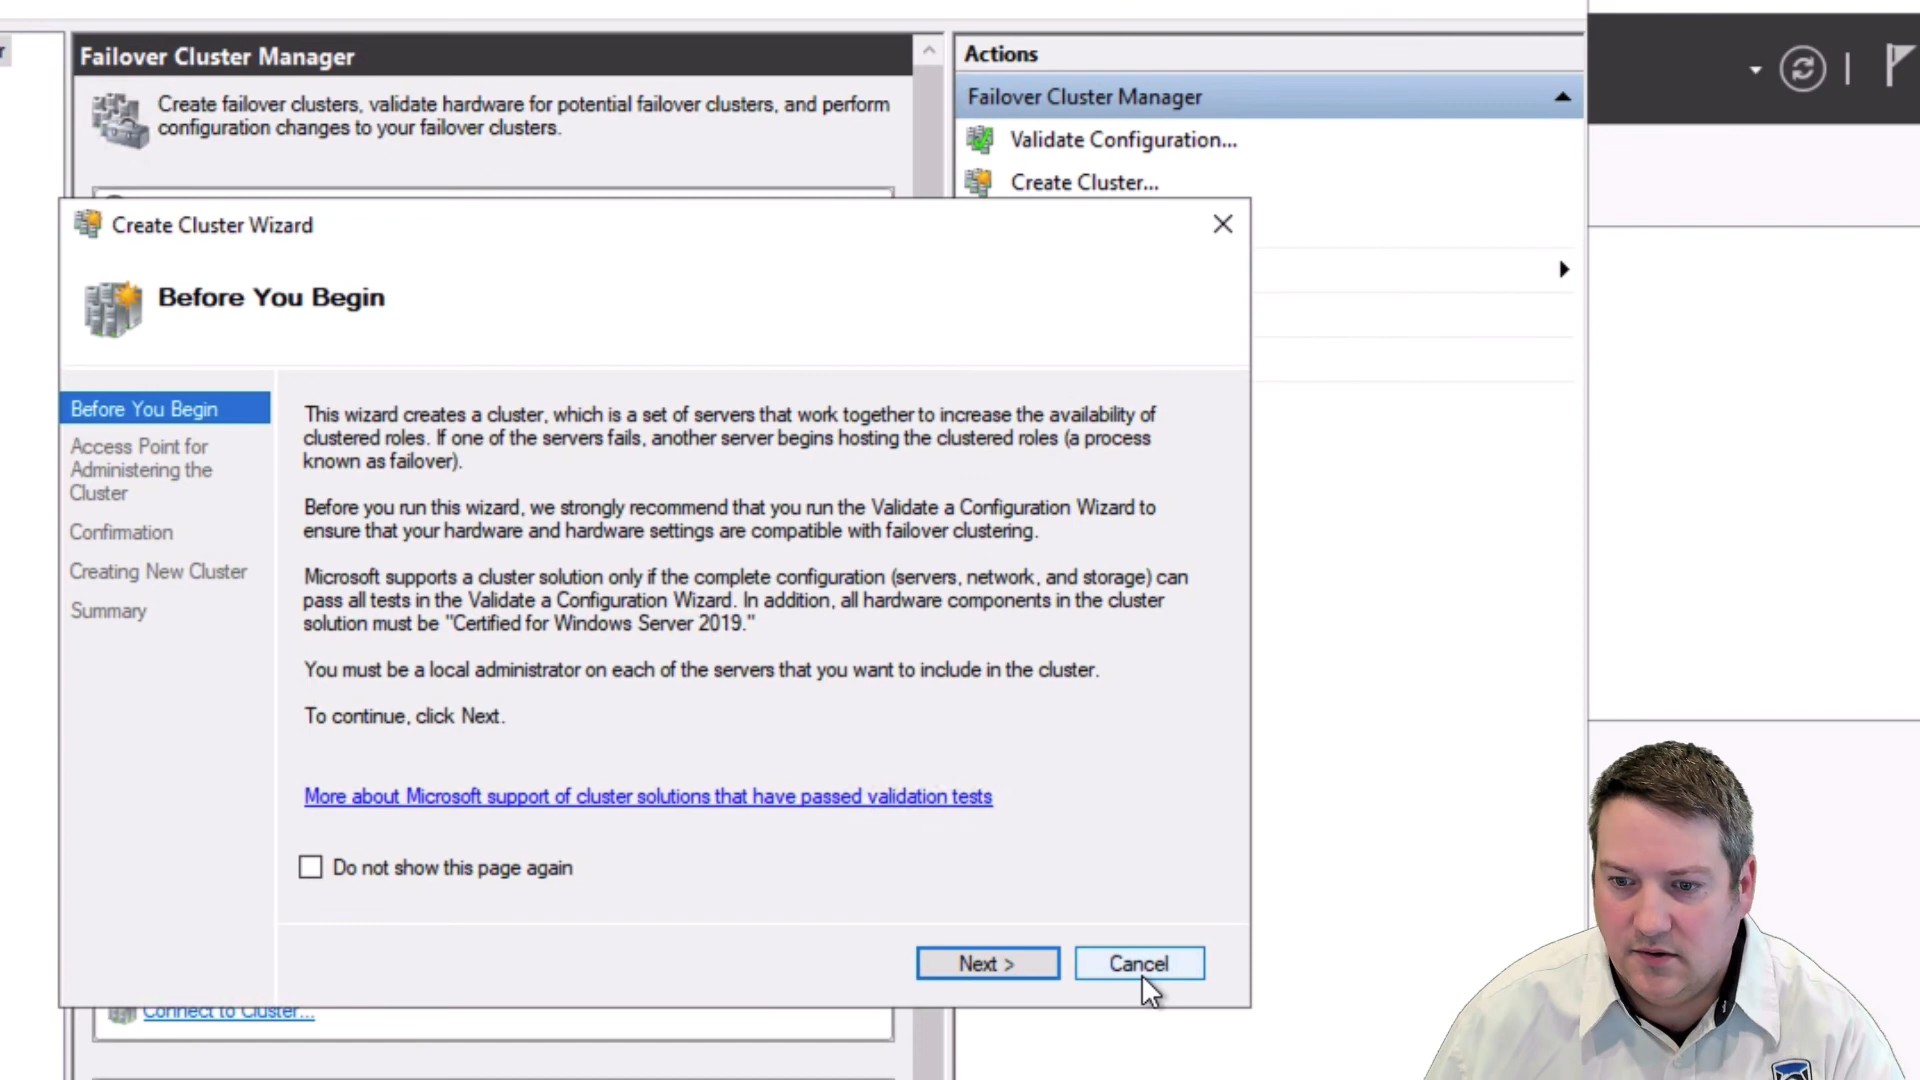 r
Failover Cluster Manager
Create failover clusters, validate hardware for potential failover clusters, and perform
configuration changes to your failover clusters.
Actions
Failover Cluster Manager
Validate Configuration...
Create Cluster...
Create Cluster Wizard
Before You Begin
Before You Begin
Access Point for
Administering the
Cluster
Confirmation
Creating New Cluster
Summary
This wizard creates a cluster, which is a set of servers that work together to increase the availability of
clustered roles. If one of the servers fails, another server begins hosting the clustered roles (a process
known as failover).
Before you run this wizard, we strongly recommend that you run the Validate a Configuration Wizard to
ensure that your hardware and hardware settings are compatible with failover clustering.
Microsoft supports a cluster solution only if the complete configuration (servers, network, and storage) can
pass all tests in the Validate a Configuration Wizard. In addition, all hardware components in the cluster
solution must be "Certified for Windows Server 2019."
You must be a local administrator on each of the servers that you want to include in the cluster.
To continue, click Next.
More about Microsoft support of cluster solutions that have passed validation tests
Do not show this page again
Next >
Cancel
Connect to Cluster...